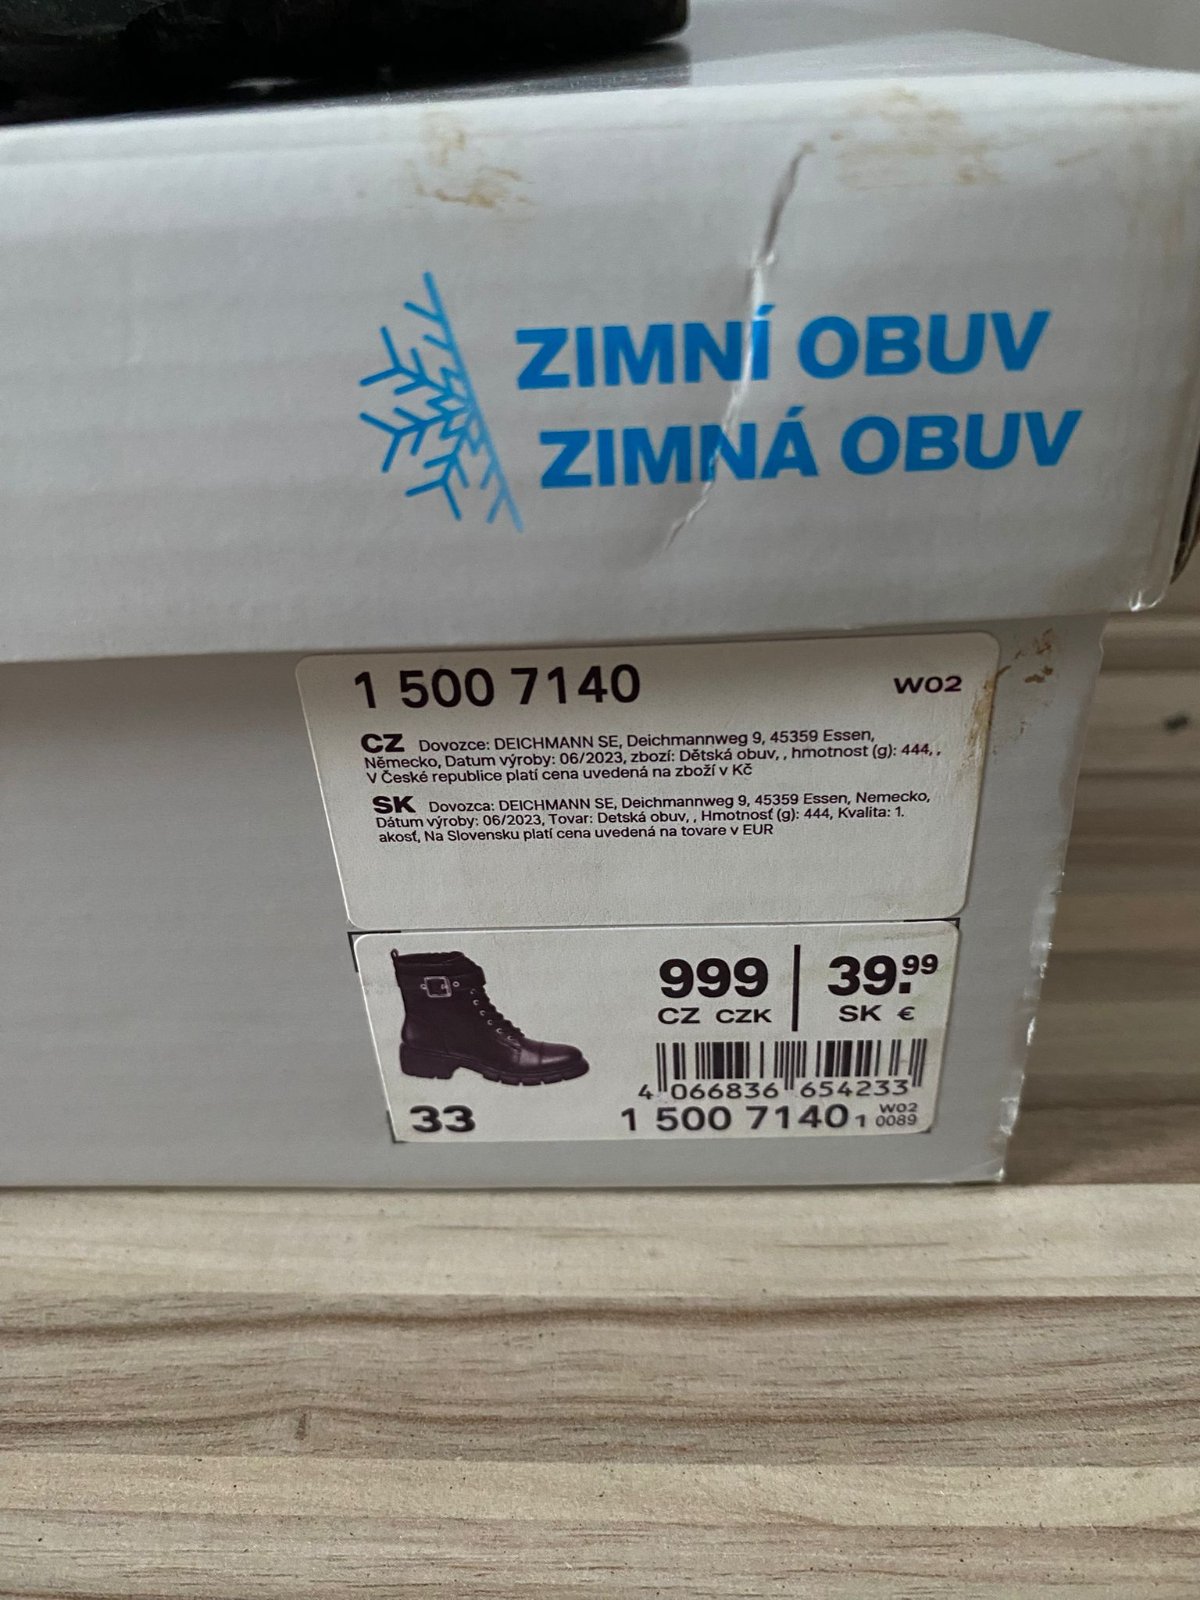 ZIMNÍ OBUV
ZIMNÁ OBUV
1 500 7140
W02
CZ Dovozce: DEICHMANN SE, Deichmannweg 9, 45359 Essen,
Německo, Datum výroby: 06/2023, zbozí: Dětská obuv, , hmotnost (g): 444, ,
V České republice platí cena uvedená na zboží v Kč
SK Dovozca: DEICHMANN SE, Deichmannweg 9, 45359 Essen, Nemecko,
Dátum výroby: 06/2023, Tovar: Detská obuv, , Hmotnosť (g): 444, Kvalita: 1.
akosť, Na Slovensku platí cena uvedená na tovare v EUR
999
CZ CZK
39.99
SK €
4 066836 654233
33
1 500 7140 1 W02
0089